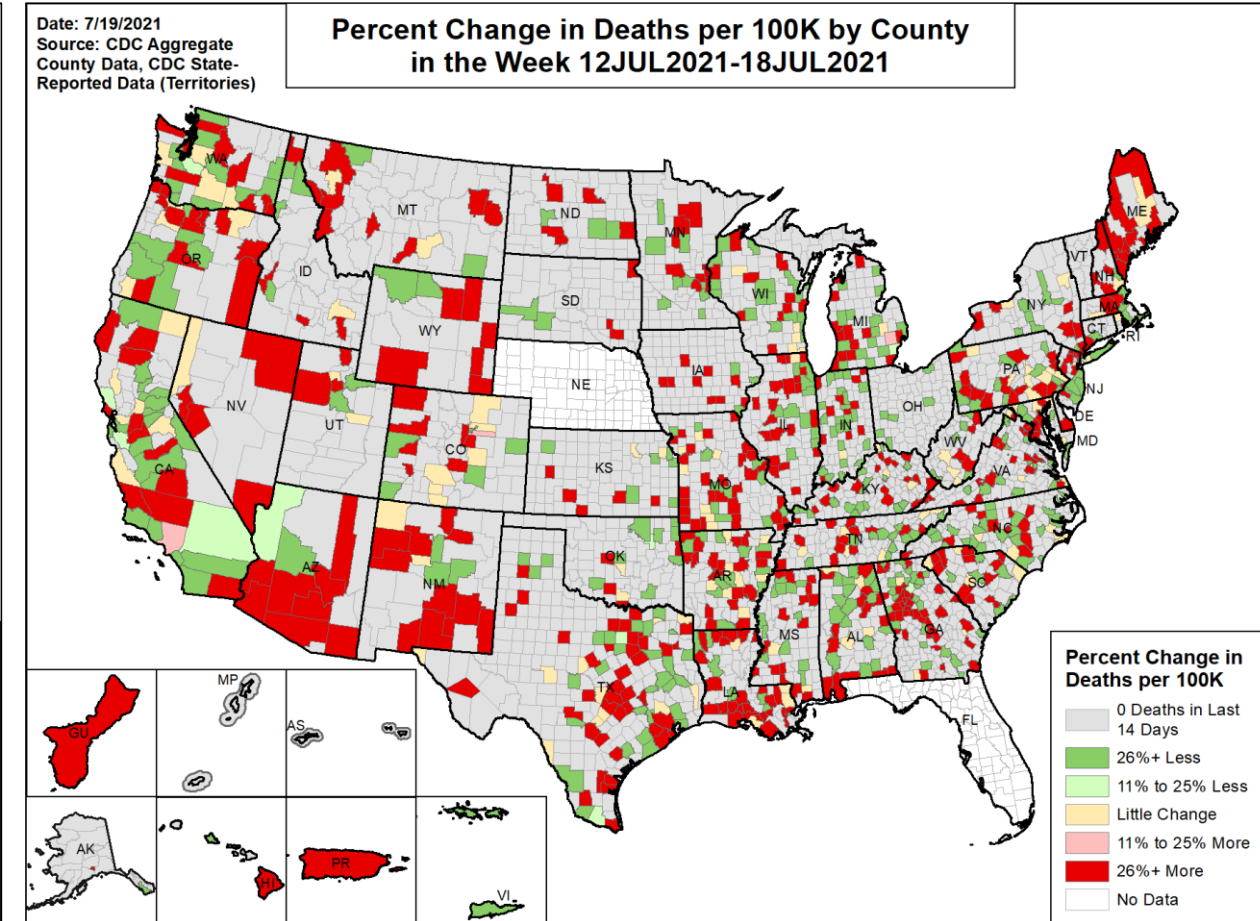 Date: 7/19/2021
Source: CDC Aggregate
County Data, CDC State-
Reported Data (Territories)
Percent Change in Deaths per 100K by County
in the Week 12JUL2021-18JUL2021
WA
MT
ND
MN
ME
OR
ID
SD
WI
MI
VT
NH
NY
MA
WY
CT
RI
IA
NE
PA
NV
UT
CO
IL
IN
OH
NJ
DE
MD
WV
CA
KS
MO
KY
VA
AZ
NM
OK
AR
TN
NC
SC
MS
AL
GA
TX
LA
FL
GU
MP
AS
AK
HI
PR
VI
Percent Change in
Deaths per 100K
0 Deaths in Last
14 Days
26%+ Less
11% to 25% Less
Little Change
11% to 25% More
26%+ More
No Data